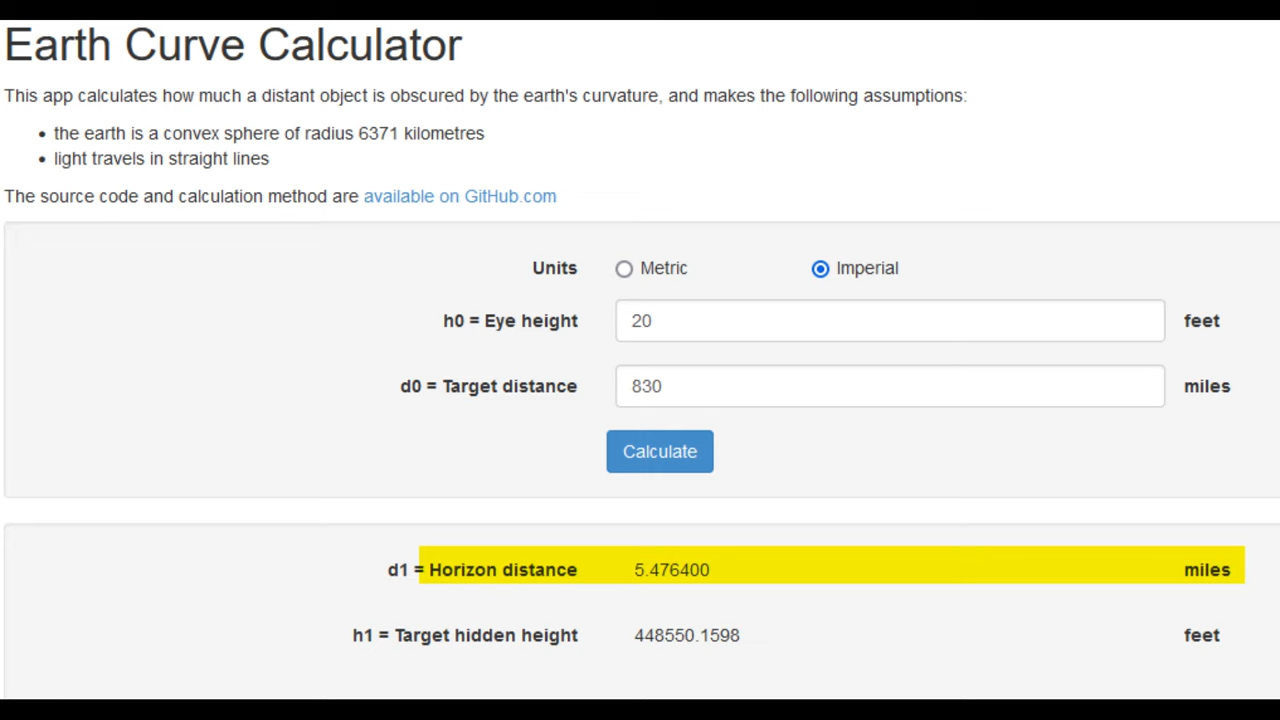 Earth Curve Calculator
This app calculates how much a distant object is obscured by the earth's curvature, and makes the following assumptions:
• the earth is a convex sphere of radius 6371 kilometres
• light travels in straight lines
The source code and calculation method are available on GitHub.com
Units Metric Imperial
h0 = Eye height 20 feet
d0 = Target distance 830 miles
Calculate
d1 = Horizon distance 5.476400 miles
h1 = Target hidden height 448550.1598 feet